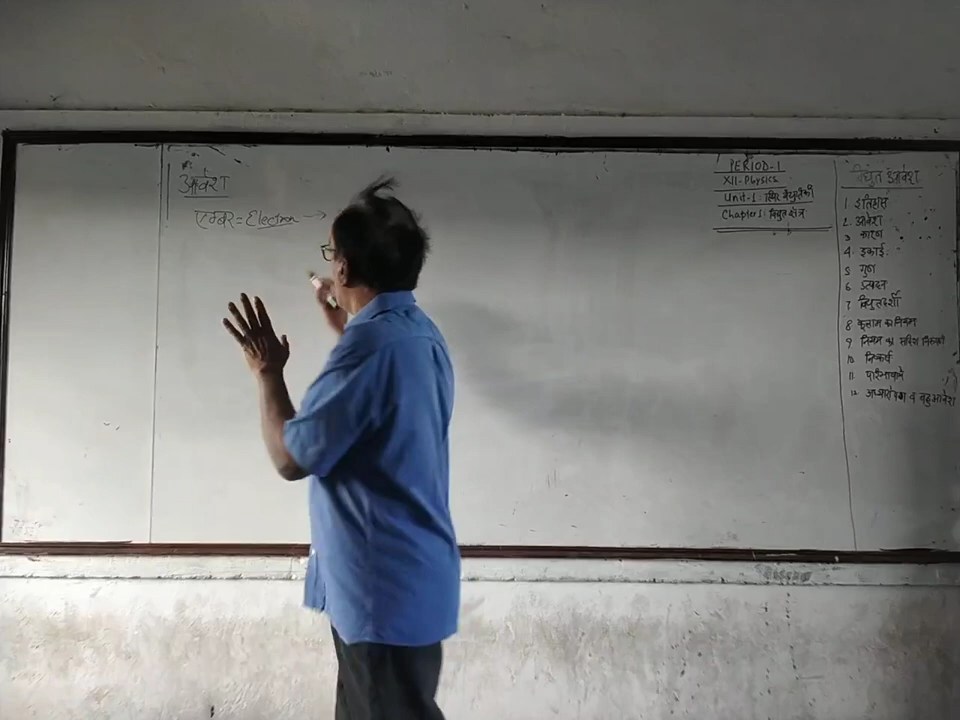 आवेश
एम्बर = Electron →
PERIOD-1
XII-Physics
Unit-1: स्थिर वैद्युतिकी
Chapter 1: विद्युत क्षेत्र
विद्युत आवेश
1 इतिहास
2. आवेश
3 कारण
4. इकाई
5 गुण
6 प्रकार
7 विद्युतदर्शी
8 कूलाम का नियम
9 नियम का सदिश निरूपण
10 निष्कर्ष
11 परिभाषायें
12 अध्यारोपण व बहुआवेश